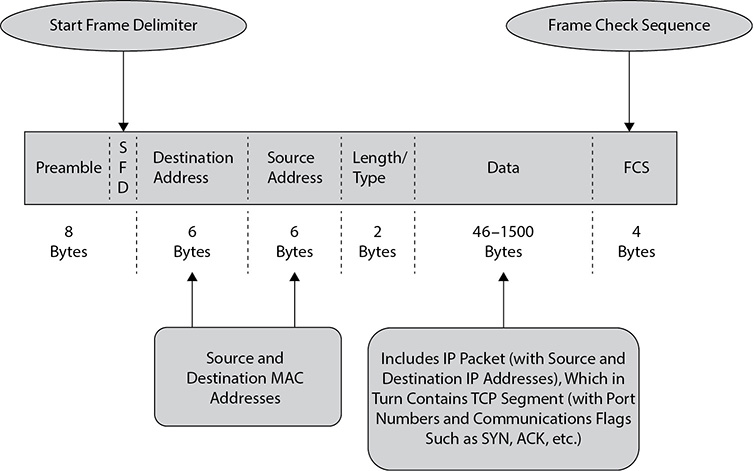 Start Frame Delimiter
Frame Check Sequence
Preamble
S
F
D
Destination
Address
Source
Address
Length/
Type
Data
FCS
8
Bytes
6
Bytes
6
Bytes
2
Bytes
46–1500
Bytes
4
Bytes
Source and
Destination MAC
Addresses
Includes IP Packet (with Source and
Destination IP Addresses), Which in
Turn Contains TCP Segment (with Port
Numbers and Communications Flags
Such as SYN, ACK, etc.)